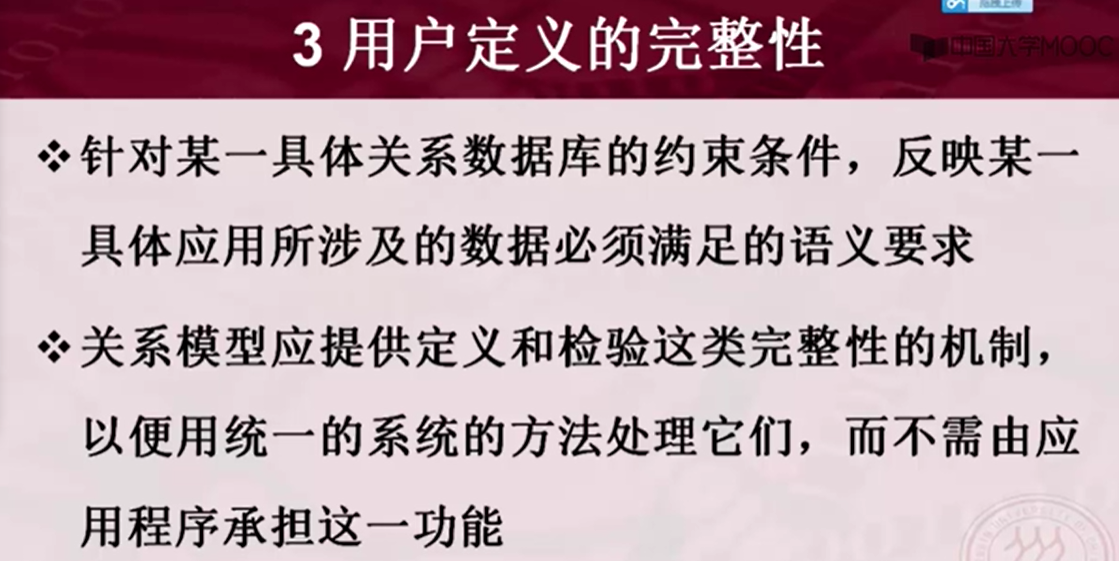 拖拽上传
中国大学MOOC
3 用户定义的完整性
❖针对某一具体关系数据库的约束条件，反映某一
具体应用所涉及的数据必须满足的语义要求
❖关系模型应提供定义和检验这类完整性的机制，
以便用统一的系统的方法处理它们，而不需由应
用程序承担这一功能